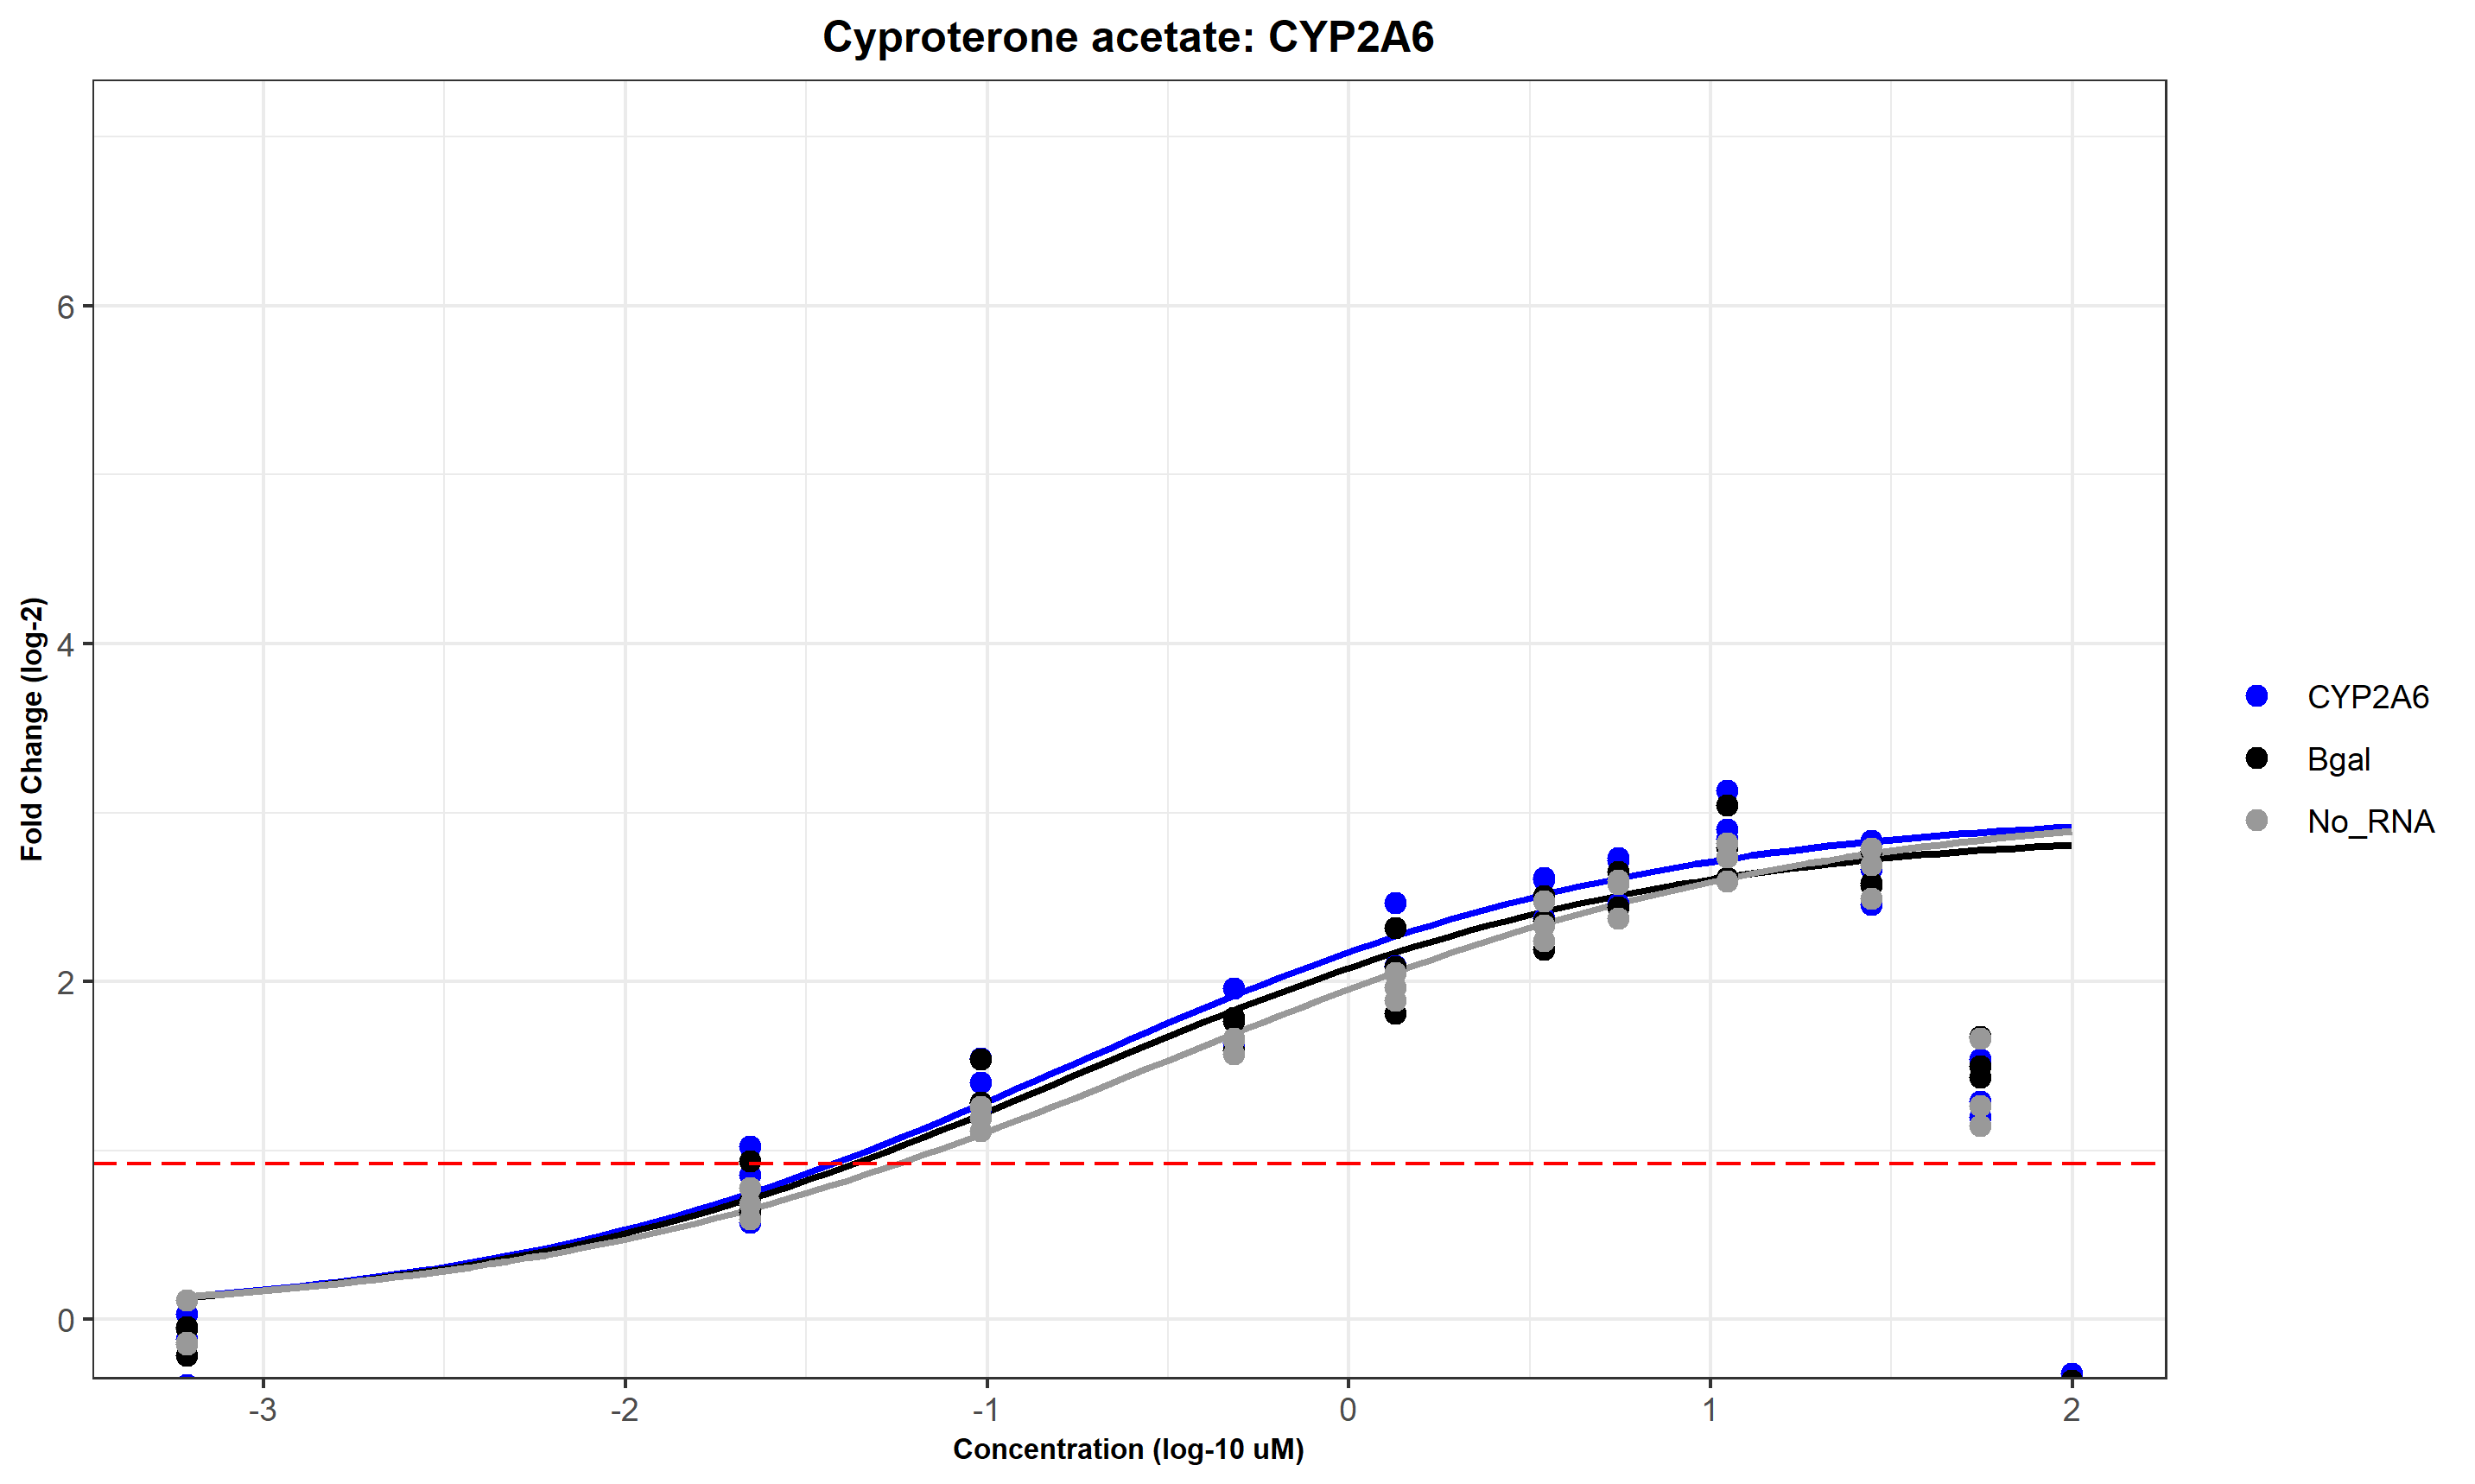 Cyproterone acetate: CYP2A6
Fold Change (log-2)
6
4
2
0
-3
-2
-1
0
1
2
Concentration (log-10 uM)
CYP2A6
Bgal
No_RNA